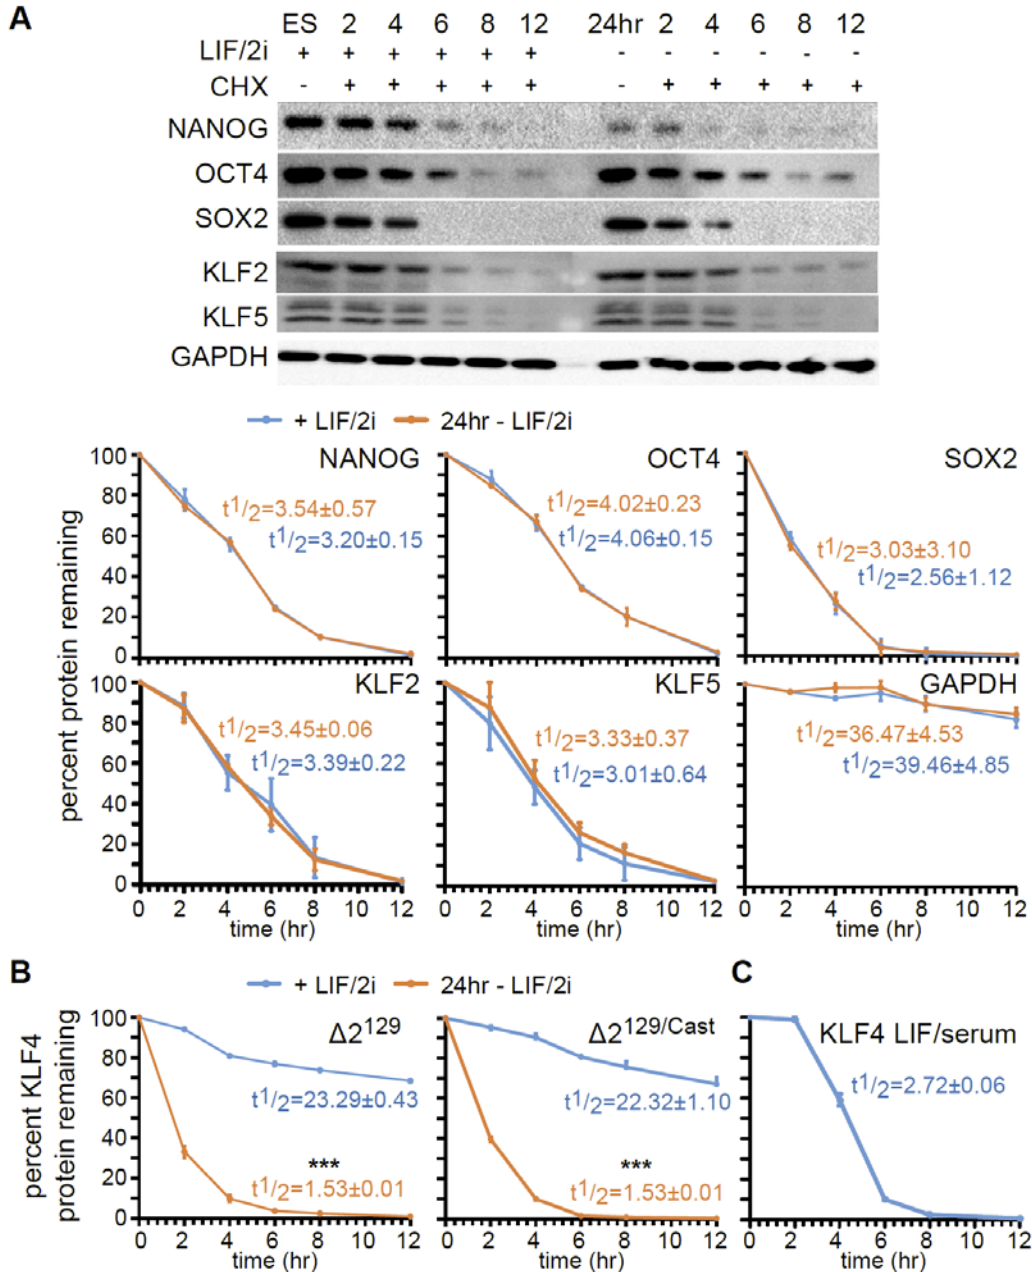 A
ES 2 4 6 8 12 24hr 2 4 6 8 12
LIF/2i + + + + + + - - - - - -
CHX - + + + + + - + + + + +
NANOG
OCT4
SOX2
KLF2
KLF5
GAPDH
+ LIF/2i 24hr - LIF/2i
percent protein remaining
100
80
60
40
20
0
NANOG
t1/2=3.54±0.57
t1/2=3.20±0.15
OCT4
t1/2=4.02±0.23
t1/2=4.06±0.15
SOX2
t1/2=3.03±3.10
t1/2=2.56±1.12
100
80
60
40
20
0
KLF2
t1/2=3.45±0.06
t1/2=3.39±0.22
0 2 4 6 8 10 12
time (hr)
KLF5
t1/2=3.33±0.37
t1/2=3.01±0.64
0 2 4 6 8 10 12
time (hr)
GAPDH
t1/2=36.47±4.53
t1/2=39.46±4.85
0 2 4 6 8 10 12
time (hr)
B
+ LIF/2i 24hr - LIF/2i
percent KLF4
protein remaining
100
80
60
40
20
0
Δ2129
t1/2=23.29±0.43
***
t1/2=1.53±0.01
0 2 4 6 8 10 12
time (hr)
Δ2129/Cast
t1/2=22.32±1.10
***
t1/2=1.53±0.01
0 2 4 6 8 10 12
time (hr)
C
KLF4 LIF/serum
t1/2=2.72±0.06
0 2 4 6 8 10 12
time (hr)